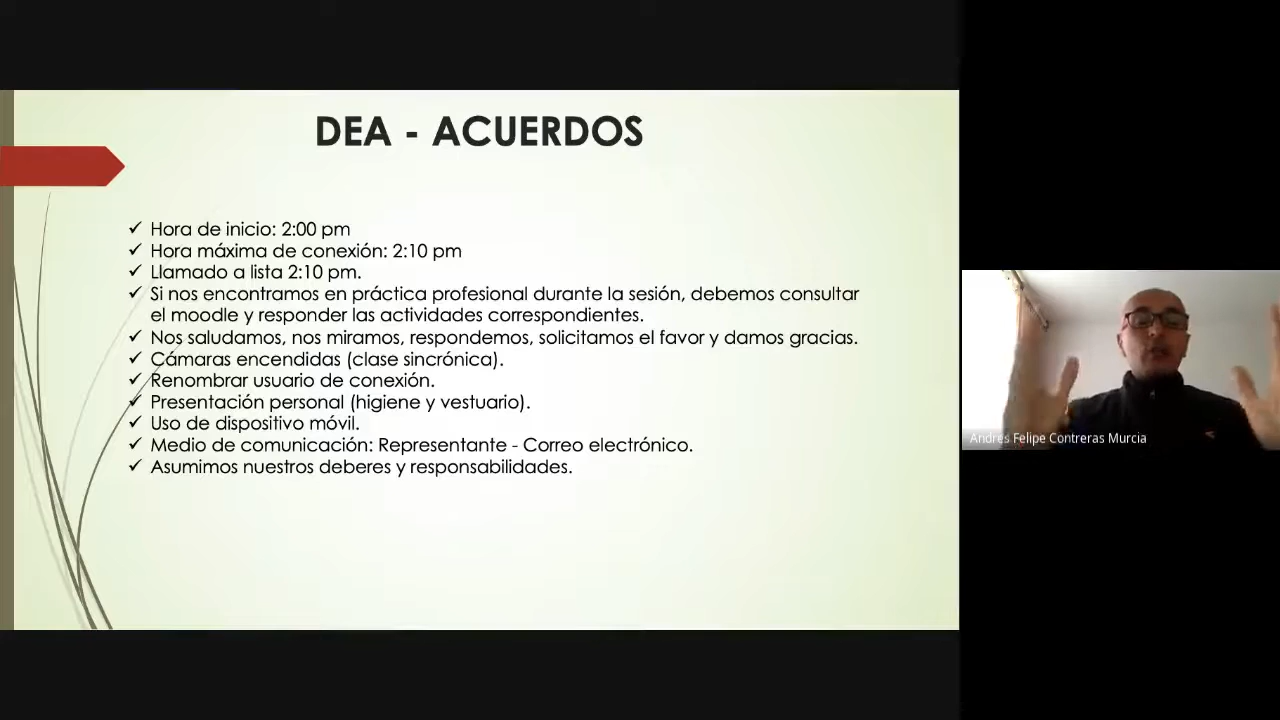 DEA - ACUERDOS
✓ Hora de inicio: 2:00 pm
✓ Hora máxima de conexión: 2:10 pm
✓ Llamado a lista 2:10 pm.
✓ Si nos encontramos en práctica profesional durante la sesión, debemos consultar
el moodle y responder las actividades correspondientes.
✓ Nos saludamos, nos miramos, respondemos, solicitamos el favor y damos gracias.
✓ Cámaras encendidas (clase sincrónica).
✓ Renombrar usuario de conexión.
✓ Presentación personal (higiene y vestuario).
✓ Uso de dispositivo móvil.
✓ Medio de comunicación: Representante - Correo electrónico.
✓ Asumimos nuestros deberes y responsabilidades.
Andres Felipe Contreras Murcia